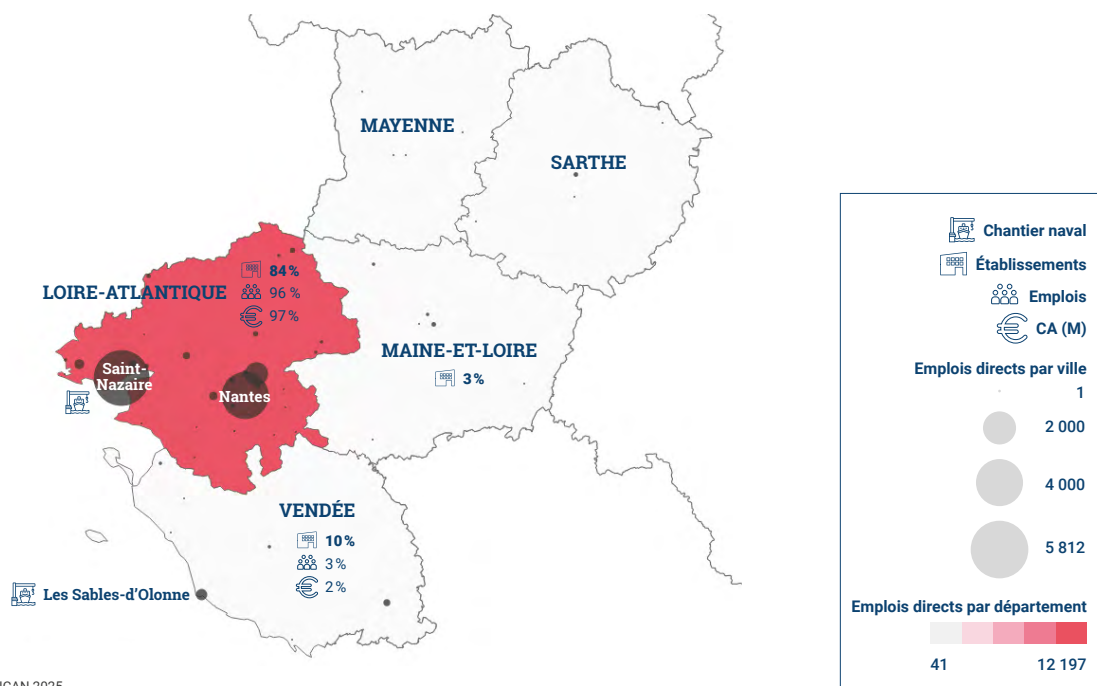 MAYENNE
SARTHE
LOIRE-ATLANTIQUE
84%
96 %
97%
MAINE-ET-LOIRE
3%
Saint-
Nazaire
Nantes
VENDÉE
10%
3%
2%
Les Sables-d'Olonne
Chantier naval
Établissements
Emplois
CA (M)
Emplois directs par ville
1
2 000
4 000
5 812
Emplois directs par département
41
12 197
2025